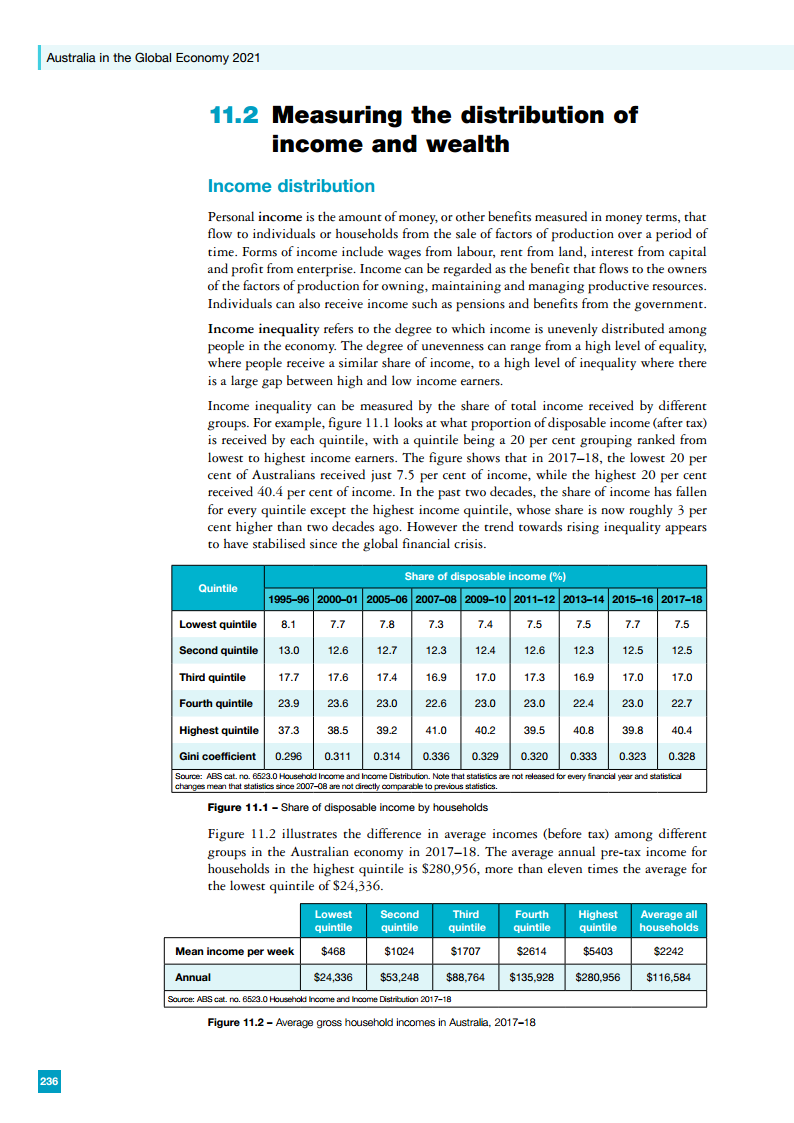 Australia in the Global Economy 2021
11.2 Measuring the distribution of
income and wealth
Income distribution
Personal income is the amount of money, or other benefits measured in money terms, that
flow to individuals or households from the sale of factors of production over a period of
time. Forms of income include wages from labour, rent from land, interest from capital
and profit from enterprise. Income can be regarded as the benefit that flows to the owners
of the factors of production for owning, maintaining and managing productive resources.
Individuals can also receive income such as pensions and benefits from the government.
Income inequality refers to the degree to which income is unevenly distributed among
people in the economy. The degree of unevenness can range from a high level of equality,
where people receive a similar share of income, to a high level of inequality where there
is a large gap between high and low income earners.
Income inequality can be measured by the share of total income received by different
groups. For example, figure 11.1 looks at what proportion of disposable income (after tax)
is received by each quintile, with a quintile being a 20 per cent grouping ranked from
lowest to highest income earners. The figure shows that in 2017–18, the lowest 20 per
cent of Australians received just 7.5 per cent of income, while the highest 20 per cent
received 40.4 per cent of income. In the past two decades, the share of income has fallen
for every quintile except the highest income quintile, whose share is now roughly 3 per
cent higher than two decades ago. However the trend towards rising inequality appears
to have stabilised since the global financial crisis.
Quintile Share of disposable income (%)
1995–96 2000–01 2005–06 2007–08 2009–10 2011–12 2013–14 2015–16 2017–18
Lowest quintile 8.1 7.7 7.8 7.3 7.4 7.5 7.5 7.7 7.5
Second quintile 13.0 12.6 12.7 12.3 12.4 12.6 12.3 12.5 12.5
Third quintile 17.7 17.6 17.4 16.9 17.0 17.3 16.9 17.0 17.0
Fourth quintile 23.9 23.6 23.0 22.6 23.0 23.0 22.4 23.0 22.7
Highest quintile 37.3 38.5 39.2 41.0 40.2 39.5 40.8 39.8 40.4
Gini coefficient 0.296 0.311 0.314 0.336 0.329 0.320 0.333 0.323 0.328
Source: ABS cat. no. 6523.0 Household Income and Income Distribution. Note that statistics are not released for every financial year and statistical
changes mean that statistics since 2007–08 are not directly comparable to previous statistics.
Figure 11.1 – Share of disposable income by households
Figure 11.2 illustrates the difference in average incomes (before tax) among different
groups in the Australian economy in 2017–18. The average annual pre-tax income for
households in the highest quintile is $280,956, more than eleven times the average for
the lowest quintile of $24,336.
Lowest Second Third Fourth Highest Average all
quintile quintile quintile quintile quintile households
Mean income per week $468 $1024 $1707 $2614 $5403 $2242
Annual $24,336 $53,248 $88,764 $135,928 $280,956 $116,584
Source: ABS cat. no. 6523.0 Household Income and Income Distribution 2017–18
Figure 11.2 – Average gross household incomes in Australia, 2017–18
236